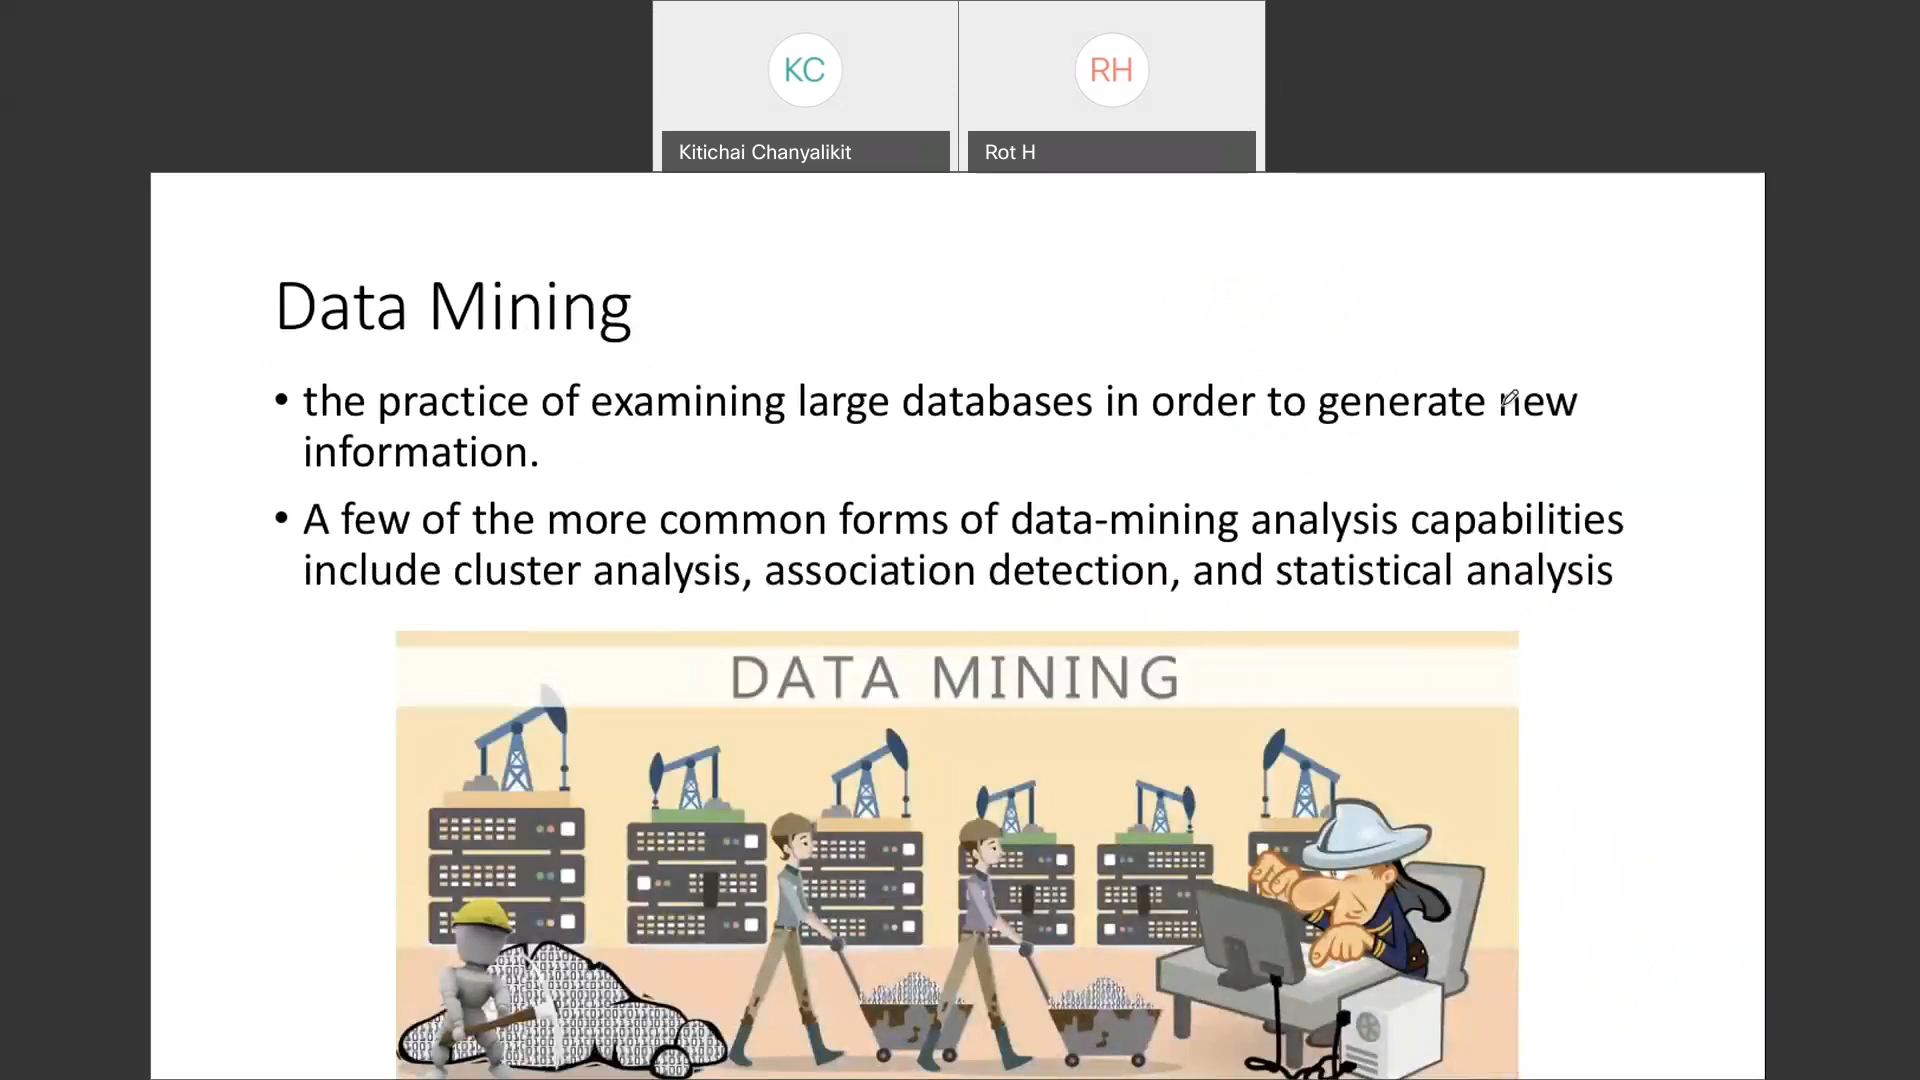 KC
RH
Kitichai Chanyalikit
Rot H
Data Mining
• the practice of examining large databases in order to generate new
information.
• A few of the more common forms of data-mining analysis capabilities
include cluster analysis, association detection, and statistical analysis
DATA MINING